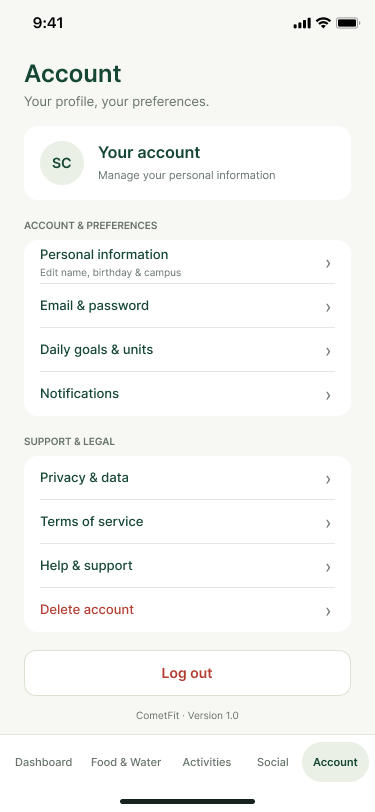 9:41
Account
Your profile, your preferences.
SC
Your account
Manage your personal information
ACCOUNT & PREFERENCES
Personal information
Edit name, birthday & campus
Email & password
Daily goals & units
Notifications
SUPPORT & LEGAL
Privacy & data
Terms of service
Help & support
Delete account
Log out
CometFit · Version 1.0
Dashboard Food & Water Activities Social Account